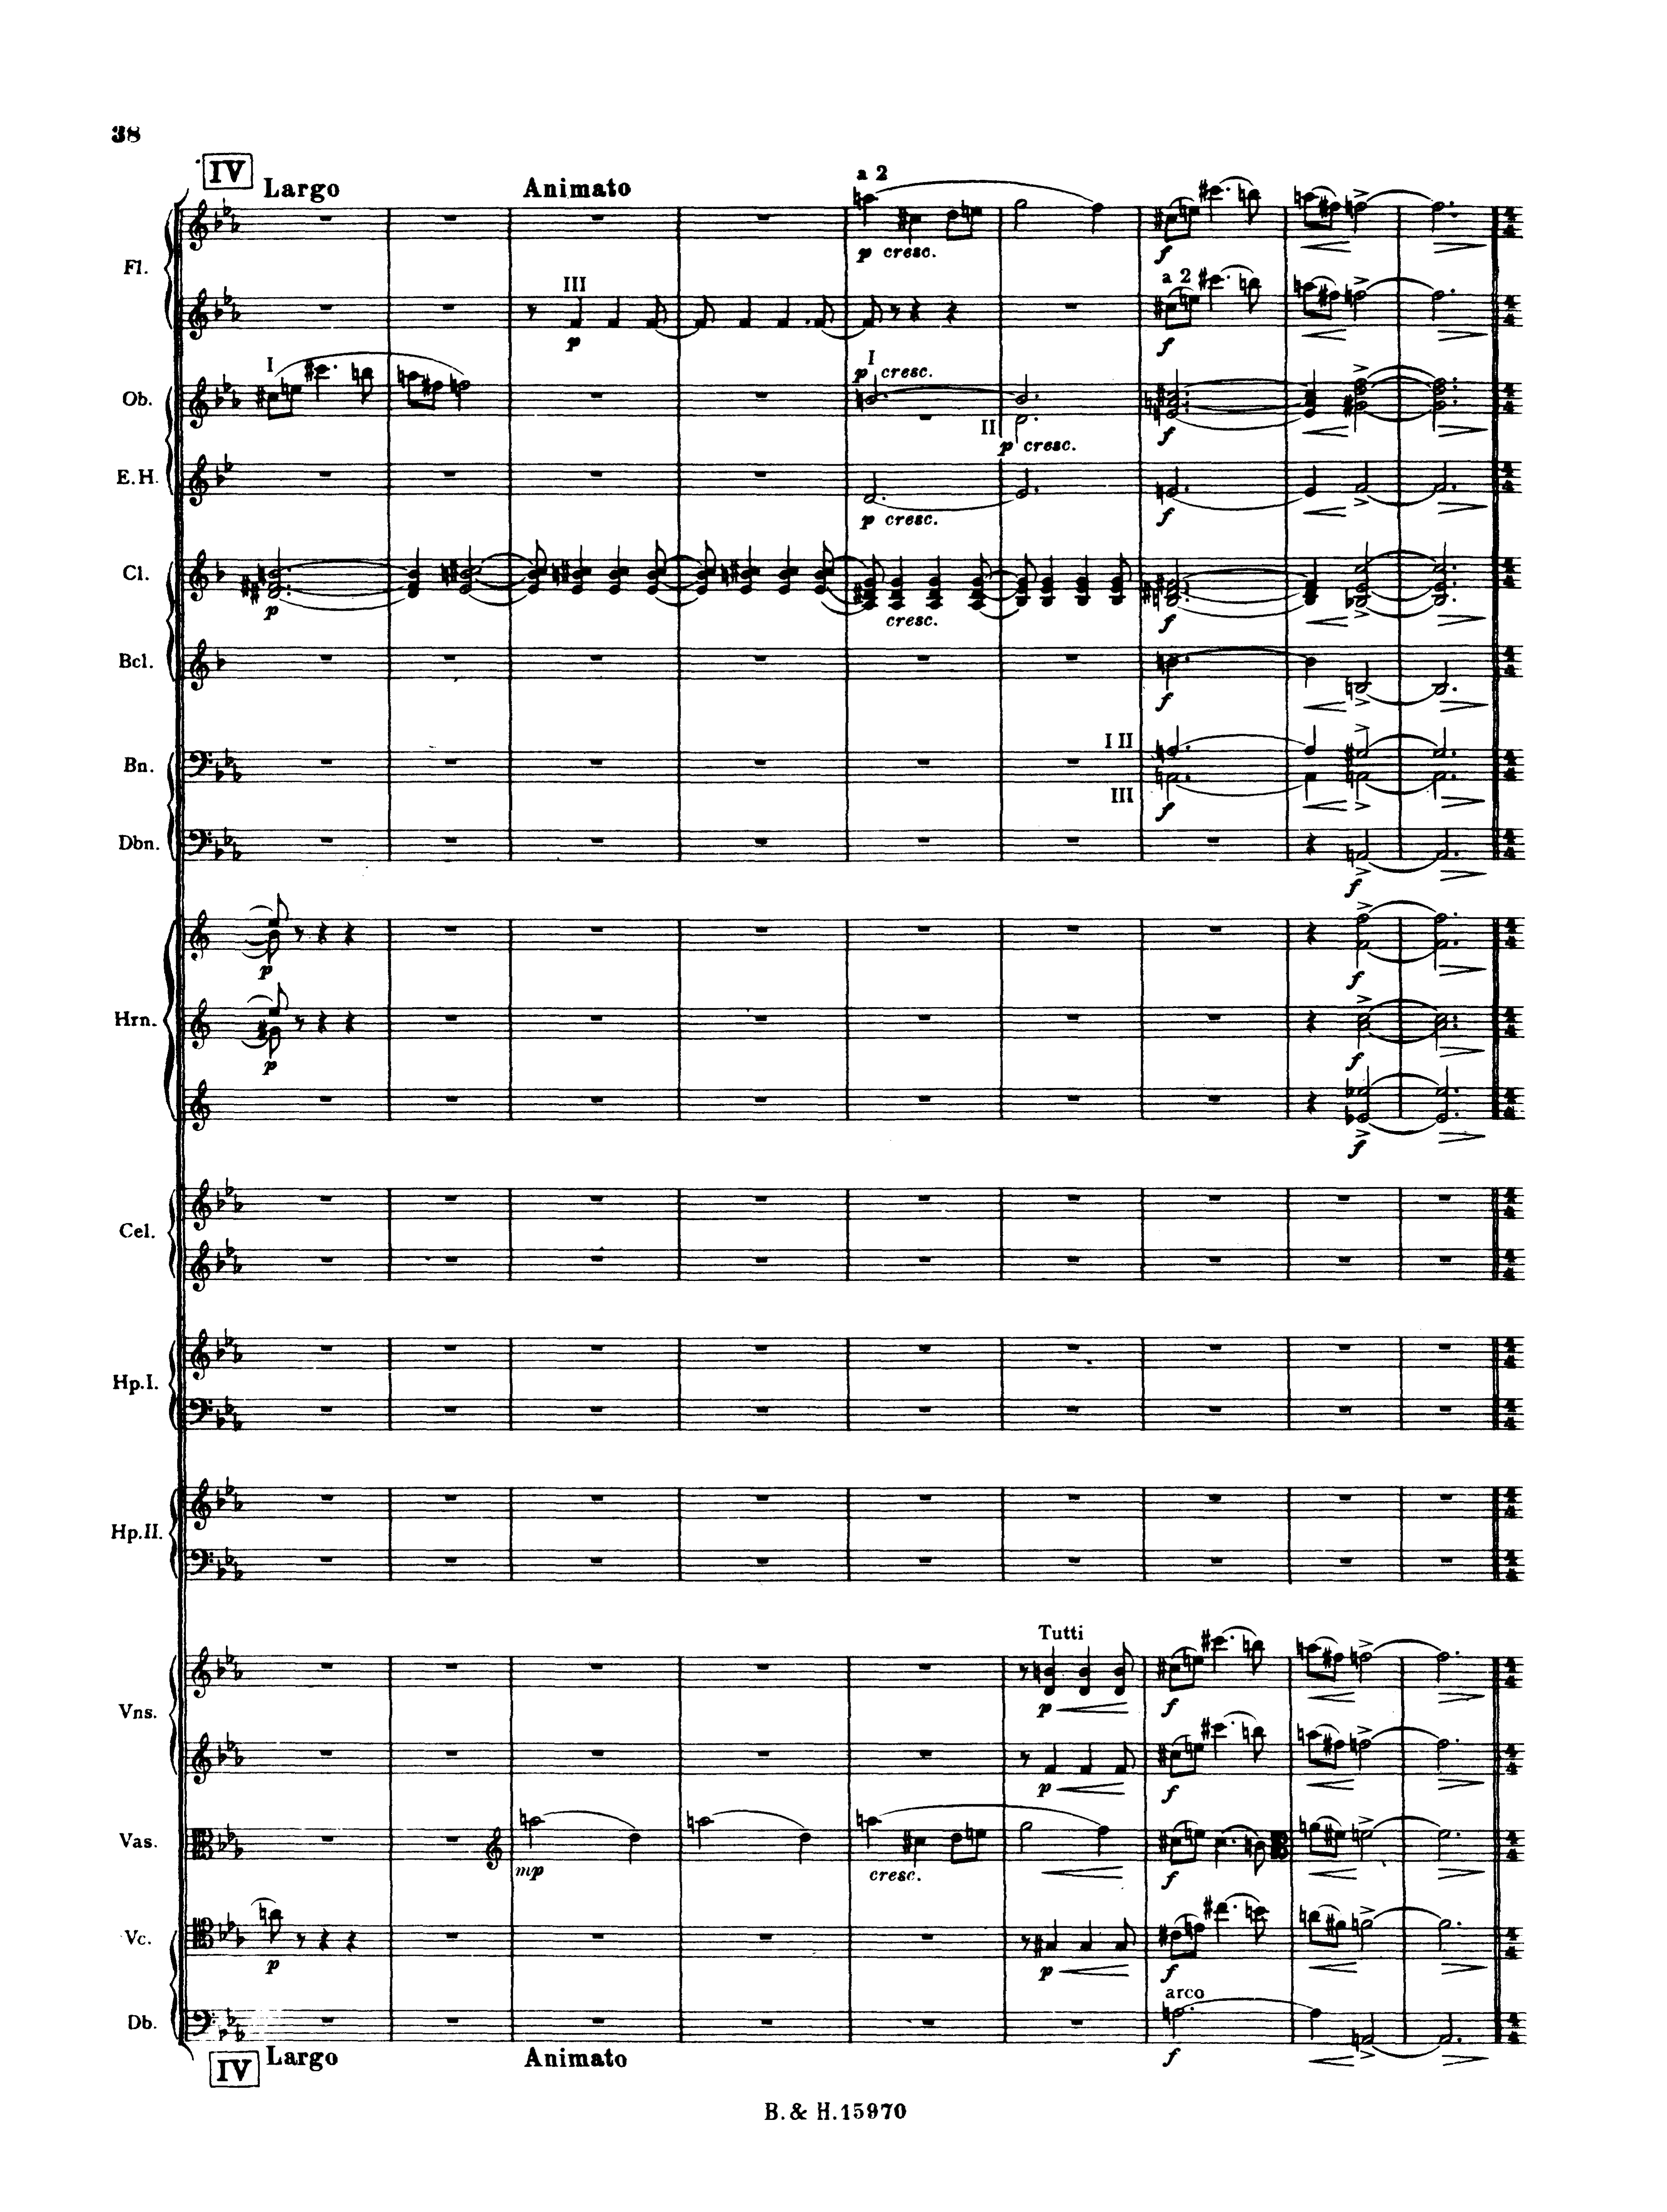 38
IV Largo Animato a 2
Fl. p cresc. f
III a 2
p f
I I
Ob. p cresc.
II f
p cresc.
E.H.
p cresc. f
Cl.
p cresc. f
Bcl.
f
I II
Bn.
III f
Dbn.
f
p f
Hrn.
p f
f
Cel.
Hp.I.
Hp.II.
Tutti
p f
Vns.
p f
Vas.
mp cresc. f
Vc.
p p f
arco
Db.
f
IV Largo Animato
B. & H. 15970